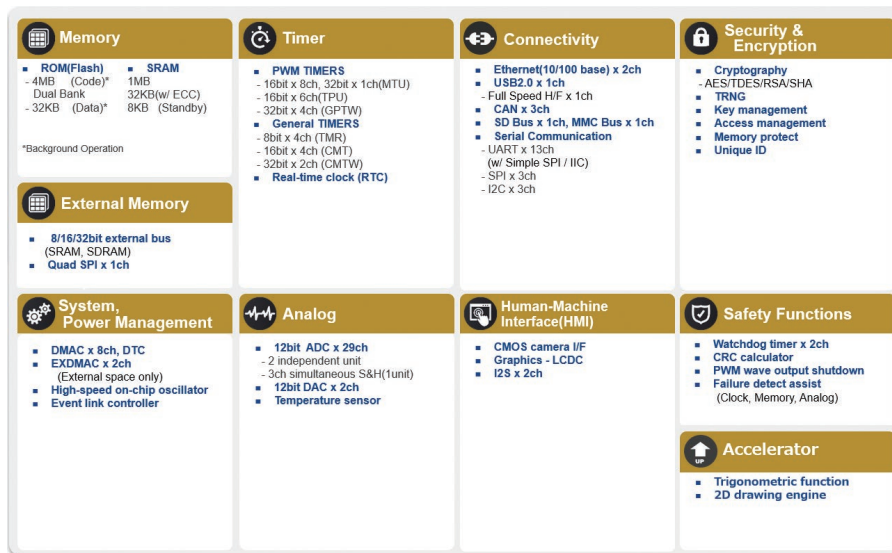 Memory
ROM(Flash)
- 4MB (Code)*
Dual Bank
- 32KB (Data)*
SRAM
1MB
32KB(w/ ECC)
8KB (Standby)
*Background Operation
External Memory
8/16/32bit external bus
(SRAM, SDRAM)
Quad SPI x 1ch
Timer
PWM TIMERS
- 16bit x 8ch, 32bit x 1ch(MTU)
- 16bit x 6ch(TPU)
- 32bit x 4ch (GPTW)
General TIMERS
- 8bit x 4ch (TMR)
- 16bit x 4ch (CMT)
- 32bit x 2ch (CMTW)
Real-time clock (RTC)
Connectivity
Ethernet(10/100 base) x 2ch
USB2.0 x 1ch
- Full Speed H/F x 1ch
CAN x 3ch
SD Bus x 1ch, MMC Bus x 1ch
Serial Communication
- UART x 13ch
(w/ Simple SPI / IIC)
- SPI x 3ch
- I2C x 3ch
Security &
Encryption
Cryptography
- AES/TDES/RSA/SHA
TRNG
Key management
Access management
Memory protect
Unique ID
System,
Power Management
DMAC x 8ch, DTC
EXDMAC x 2ch
(External space only)
High-speed on-chip oscillator
Event link controller
Analog
12bit ADC x 29ch
- 2 independent unit
- 3ch simultaneous S&H(1unit)
12bit DAC x 2ch
Temperature sensor
Human-Machine
Interface(HMI)
CMOS camera I/F
Graphics - LCDC
I2S x 2ch
Safety Functions
Watchdog timer x 2ch
CRC calculator
PWM wave output shutdown
Failure detect assist
(Clock, Memory, Analog)
UP
Accelerator
Trigonometric function
2D drawing engine